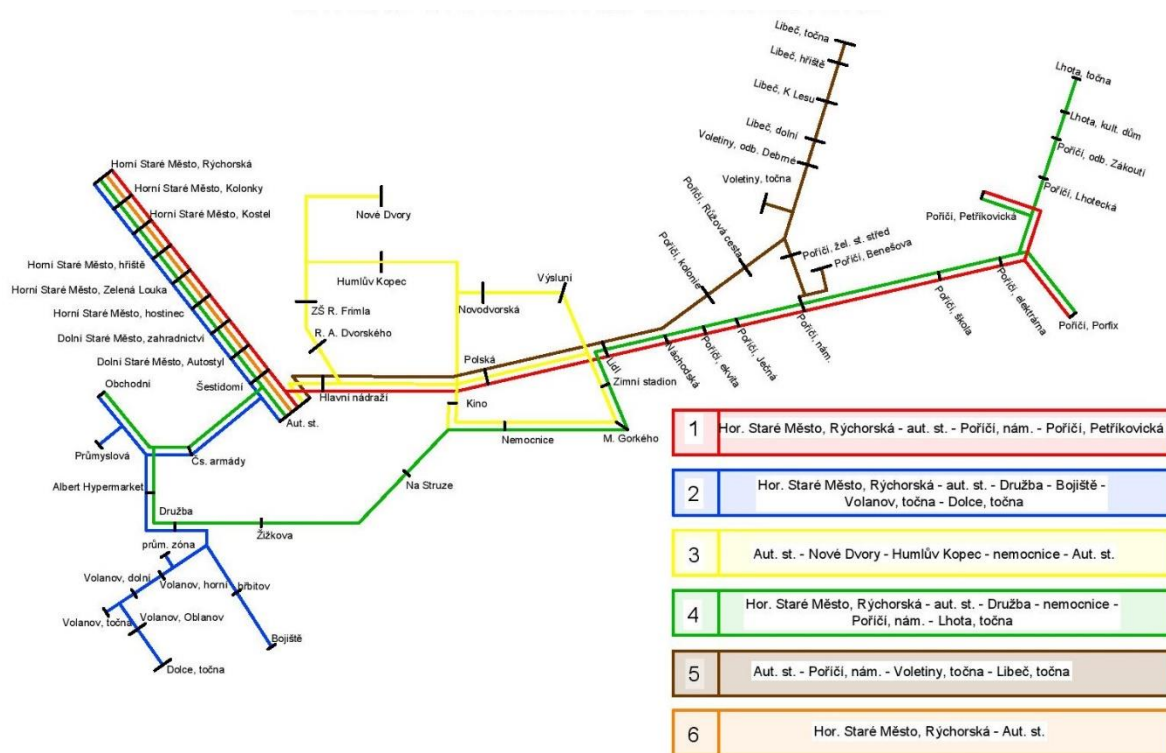 Libeč, točna
Libeč, hřiště
Libeč, K Lesu
Libeč, dolní
Voletiny, odb. Debrné
Voletiny, točna
Lhota, točna
Lhota, kult. dům
Poříčí, odb. Zákoutí
Poříčí, Lhotecká
Poříčí, Petříkovická
Horní Staré Město, Rýchorská
Horní Staré Město, Kolonky
Horní Staré Město, Kostel
Horní Staré Město, hřiště
Horní Staré Město, Zelená Louka
Horní Staré Město, hostinec
Dolní Staré Město, zahradnictví
Dolní Staré Město, Autostyl
Šestidomí
Aut. st.
Nové Dvory
Humlův Kopec
ZŠ R. Frimla
R. A. Dvorského
Novodvorská
Výsluní
Poříčí, Růžová cesta
Poříčí, kolonie
Poříčí, žel. st. střed
Poříčí, Benešova
Poříčí, nám.
Poříčí, škola
Poříčí, elektrárna
Poříčí, Porfix
Hlavní nádraží
Polská
Kino
Lidl
Náchodská
Poříčí, ekvita
Poříčí, Ječná
Zimní stadion
M. Gorkého
Nemocnice
Na Struze
Obchodní
Průmyslová
Čs. armády
Albert Hypermarket
Družba
Žižkova
prům. zóna
Volanov, dolní
Volanov, horní
břbitov
Volanov, točna
Volanov, Oblanov
Bojiště
Dolce, točna
1 Hor. Staré Město, Rýchorská - aut. st. - Poříčí, nám. - Poříčí, Petříkovická
2 Hor. Staré Město, Rýchorská - aut. st. - Družba - Bojiště -
Volanov, točna - Dolce, točna
3 Aut. st. - Nové Dvory - Humlův Kopec - nemocnice - Aut. st.
4 Hor. Staré Město, Rýchorská - aut. st. - Družba - nemocnice -
Poříčí, nám. - Lhota, točna
5 Aut. st. - Poříčí, nám. - Voletiny, točna - Libeč, točna
6 Hor. Staré Město, Rýchorská - Aut. st.